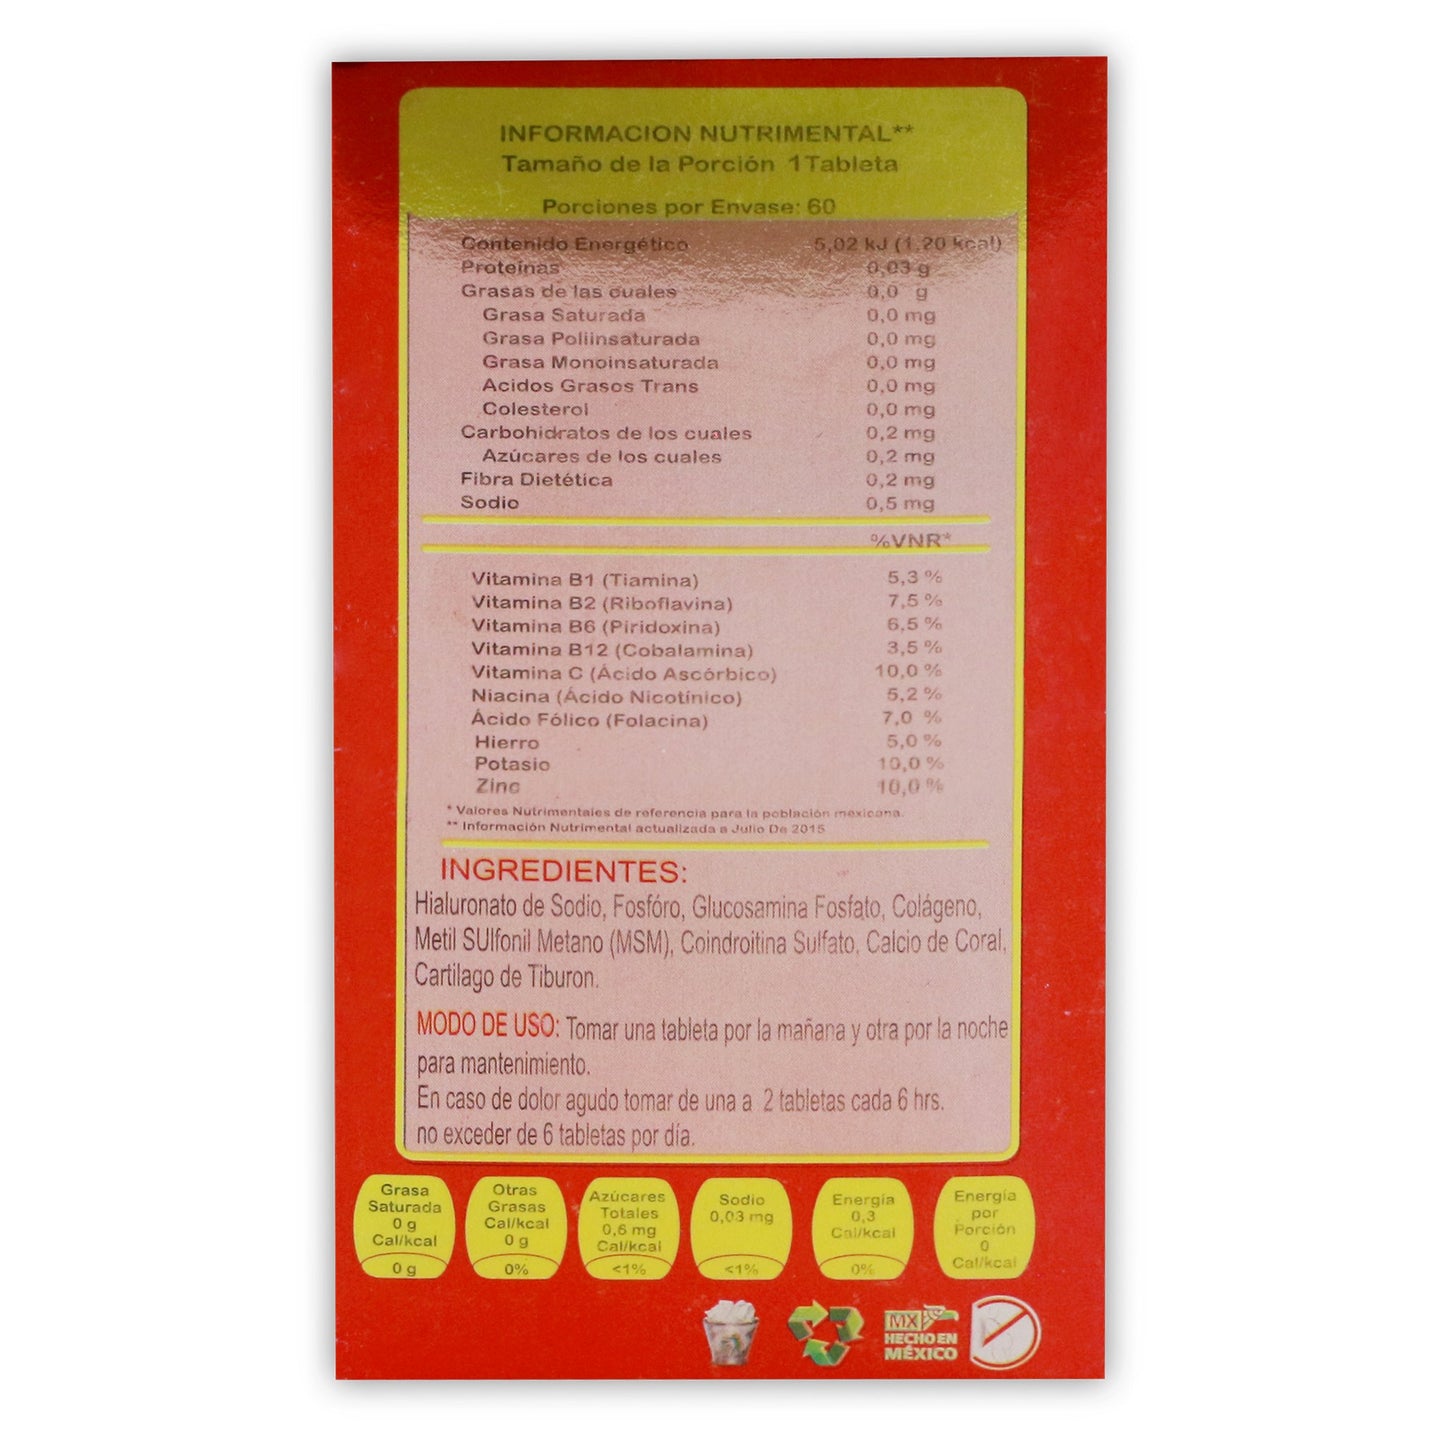 INFORMACION NUTRIMENTAL**
Tamaño de la Porción 1Tableta
Porciones por Envase: 60
Contenido Energético 5,02 kJ (1.20 kcal)
Proteínas 0,03 g
Grasas de las cuales 0,0 g
Grasa Saturada 0,0 mg
Grasa Poliinsaturada 0,0 mg
Grasa Monoinsaturada 0,0 mg
Acidos Grasos Trans 0,0 mg
Colesterol 0,0 mg
Carbohidratos de los cuales 0,2 mg
Azúcares de los cuales 0,2 mg
Fibra Dietética 0,2 mg
Sodio 0,5 mg
%VNR*
Vitamina B1 (Tiamina) 5,3 %
Vitamina B2 (Riboflavina) 7,5 %
Vitamina B6 (Piridoxina) 6,5 %
Vitamina B12 (Cobalamina) 3,5 %
Vitamina C (Ácido Ascórbico) 10,0 %
Niacina (Ácido Nicotínico) 5,2 %
Ácido Fólico (Folacina) 7,0 %
Hierro 5,0 %
Potasio 10,0 %
Zinc 10,0 %
* Valores Nutrimentales de referencia para la población mexicana.
** Información Nutrimental actualizada a Julio De 2015
INGREDIENTES:
Hialuronato de Sodio, Fosfóro, Glucosamina Fosfato, Colágeno,
Metil SUlfonil Metano (MSM), Coindroitina Sulfato, Calcio de Coral,
Cartilago de Tiburon.
MODO DE USO: Tomar una tableta por la mañana y otra por la noche
para mantenimiento.
En caso de dolor agudo tomar de una a 2 tabletas cada 6 hrs.
no exceder de 6 tabletas por día.
Grasa
Saturada
0 g
Cal/kcal
0 g
Otras
Grasas
Cal/kcal
0 g
0%
Azúcares
Totales
0,6 mg
Cal/kcal
<1%
Sodio
0,03 mg
<1%
Energía
0,3
Cal/kcal
0%
Energía
por
Porción
0
Cal/kcal
MX
HECHO EN
MÉXICO